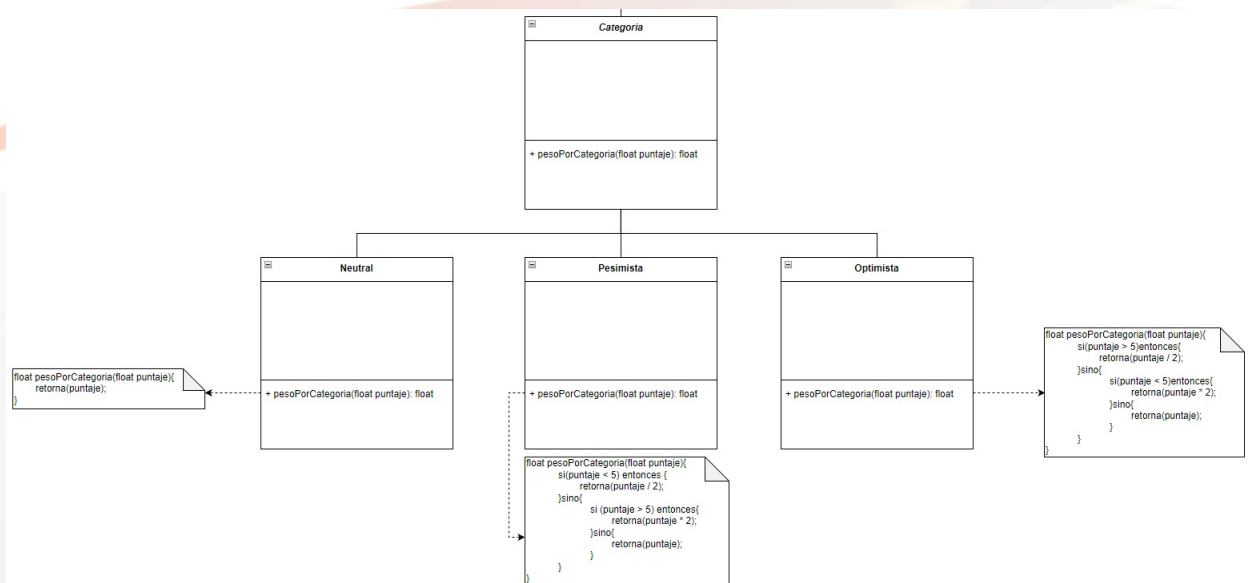 Categoria
+ pesoPorCategoria(float puntaje): float
Neutral
+ pesoPorCategoria(float puntaje): float
Pesimista
+ pesoPorCategoria(float puntaje): float
Optimista
+ pesoPorCategoria(float puntaje): float
float pesoPorCategoria(float puntaje){
retorna(puntaje);
}
float pesoPorCategoria(float puntaje){
si(puntaje < 5) entonces {
retorna(puntaje / 2);
}sino{
si (puntaje > 5) entonces{
retorna(puntaje * 2);
}sino{
retorna(puntaje);
}
}
}
float pesoPorCategoria(float puntaje){
si(puntaje > 5)entonces{
retorna(puntaje / 2);
}sino{
si(puntaje < 5)entonces{
retorna(puntaje * 2);
}sino{
retorna(puntaje);
}
}
}